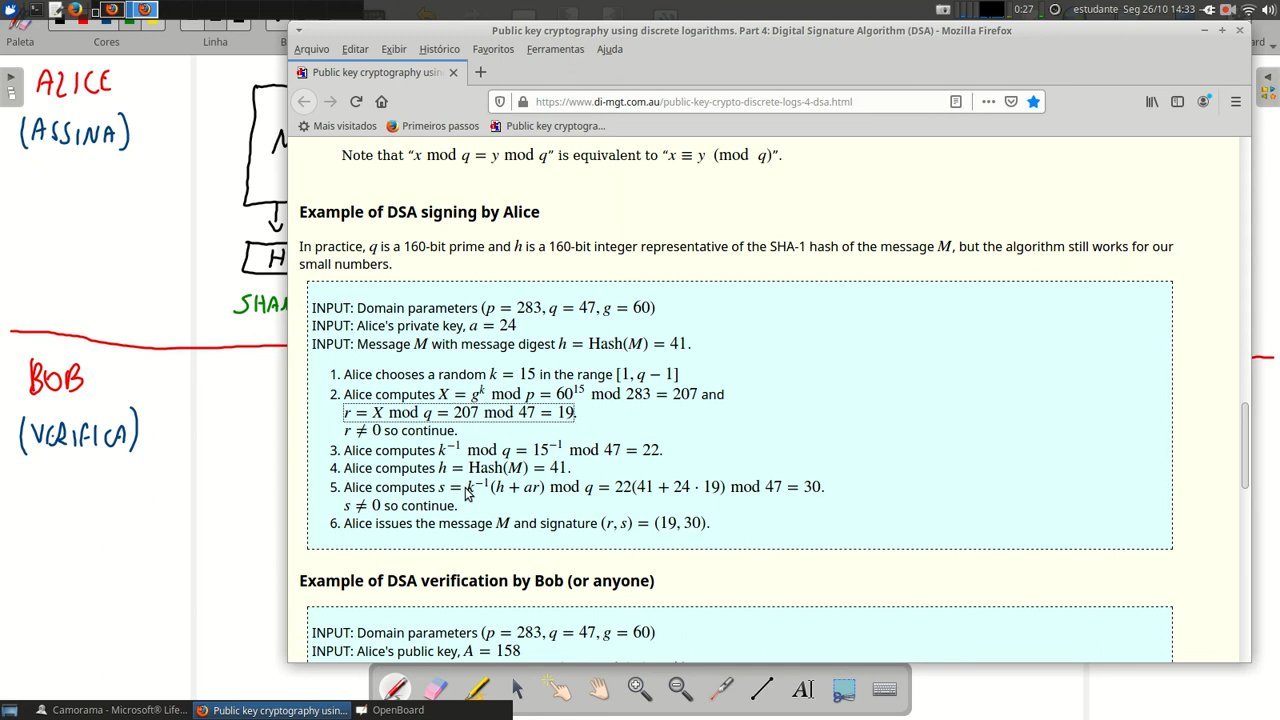 0:27 estudante Seg 26/10 14:33
Paleta Cores Linha
Public key cryptography using discrete logarithms. Part 4: Digital Signature Algorithm (DSA) - Mozilla Firefox
Arquivo Editar Exibir Histórico Favoritos Ferramentas Ajuda
Public key cryptography usin
https://www.di-mgt.com.au/public-key-crypto-discrete-logs-4-dsa.html
Mais visitados Primeiros passos Public key cryptogra...
ALICE
(ASSINA)
H
SHA
BOB
(VERIFICA)
Note that “x mod q = y mod q” is equivalent to “x ≡ y (mod q)”.
Example of DSA signing by Alice
In practice, q is a 160-bit prime and h is a 160-bit integer representative of the SHA-1 hash of the message M, but the algorithm still works for our
small numbers.
INPUT: Domain parameters (p = 283, q = 47, g = 60)
INPUT: Alice's private key, a = 24
INPUT: Message M with message digest h = Hash(M) = 41.
1. Alice chooses a random k = 15 in the range [1, q − 1]
2. Alice computes X = g^k mod p = 60^15 mod 283 = 207 and
r = X mod q = 207 mod 47 = 19.
r ≠ 0 so continue.
3. Alice computes k^−1 mod q = 15^−1 mod 47 = 22.
4. Alice computes h = Hash(M) = 41.
5. Alice computes s = k^−1(h + ar) mod q = 22(41 + 24 · 19) mod 47 = 30.
s ≠ 0 so continue.
6. Alice issues the message M and signature (r, s) = (19, 30).
Example of DSA verification by Bob (or anyone)
INPUT: Domain parameters (p = 283, q = 47, g = 60)
INPUT: Alice's public key, A = 158
Camorama - Microsoft® Life... Public key cryptography using... OpenBoard